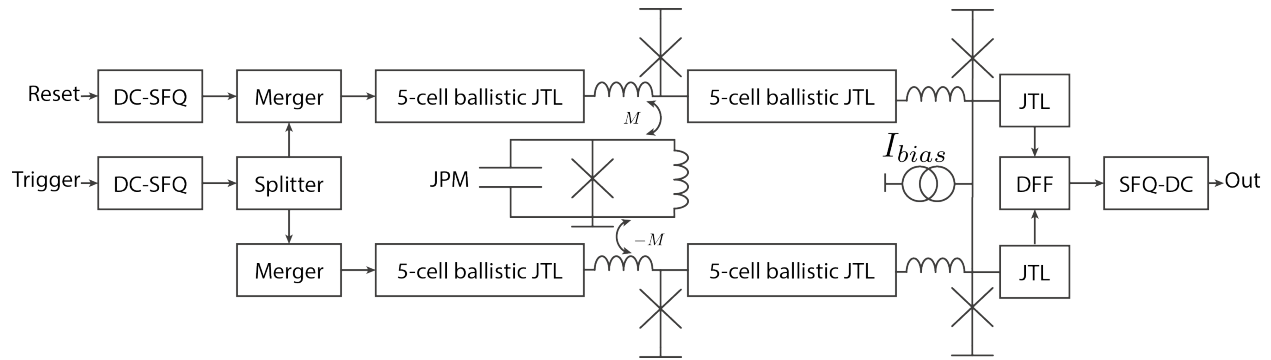 Reset DC-SFQ Merger 5-cell ballistic JTL 5-cell ballistic JTL JTL
M
I_bias
Trigger DC-SFQ Splitter JPM DFF SFQ-DC Out
−M
Merger 5-cell ballistic JTL 5-cell ballistic JTL JTL